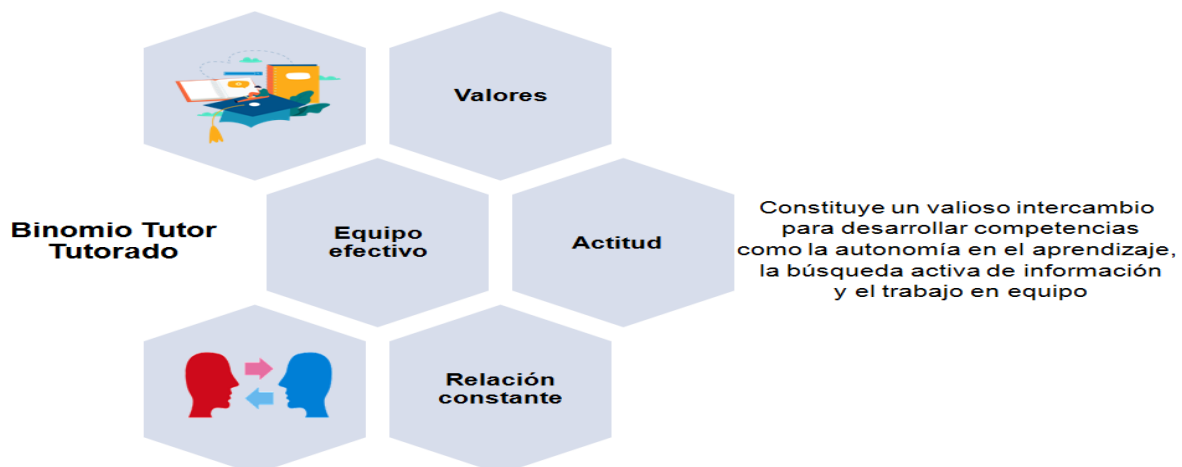 Valores
Binomio Tutor
Tutorado
Equipo
efectivo
Actitud
Constituye un valioso intercambio
para desarrollar competencias
como la autonomía en el aprendizaje,
la búsqueda activa de información
y el trabajo en equipo
Relación
constante